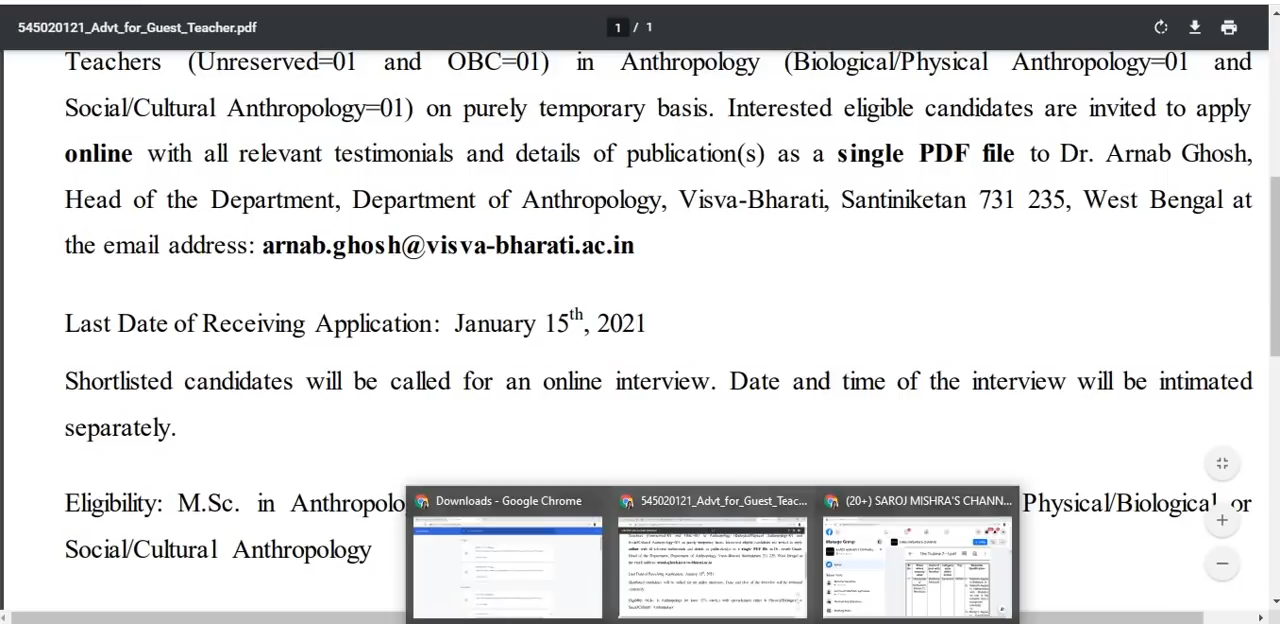 545020121_Advt_for_Guest_Teacher.pdf
1 / 1
Teachers (Unreserved=01 and OBC=01) in Anthropology (Biological/Physical Anthropology=01 and
Social/Cultural Anthropology=01) on purely temporary basis. Interested eligible candidates are invited to apply
online with all relevant testimonials and details of publication(s) as a single PDF file to Dr. Arnab Ghosh,
Head of the Department, Department of Anthropology, Visva-Bharati, Santiniketan 731 235, West Bengal at
the email address: arnab.ghosh@visva-bharati.ac.in
Last Date of Receiving Application: January 15th, 2021
Shortlisted candidates will be called for an online interview. Date and time of the interview will be intimated
separately.
Eligibility: M.Sc. in Anthropolo
Physical/Biological or
Social/Cultural Anthropology
Downloads - Google Chrome
545020121_Advt_for_Guest_Teac...
(20+) SAROJ MISHRA'S CHANN...